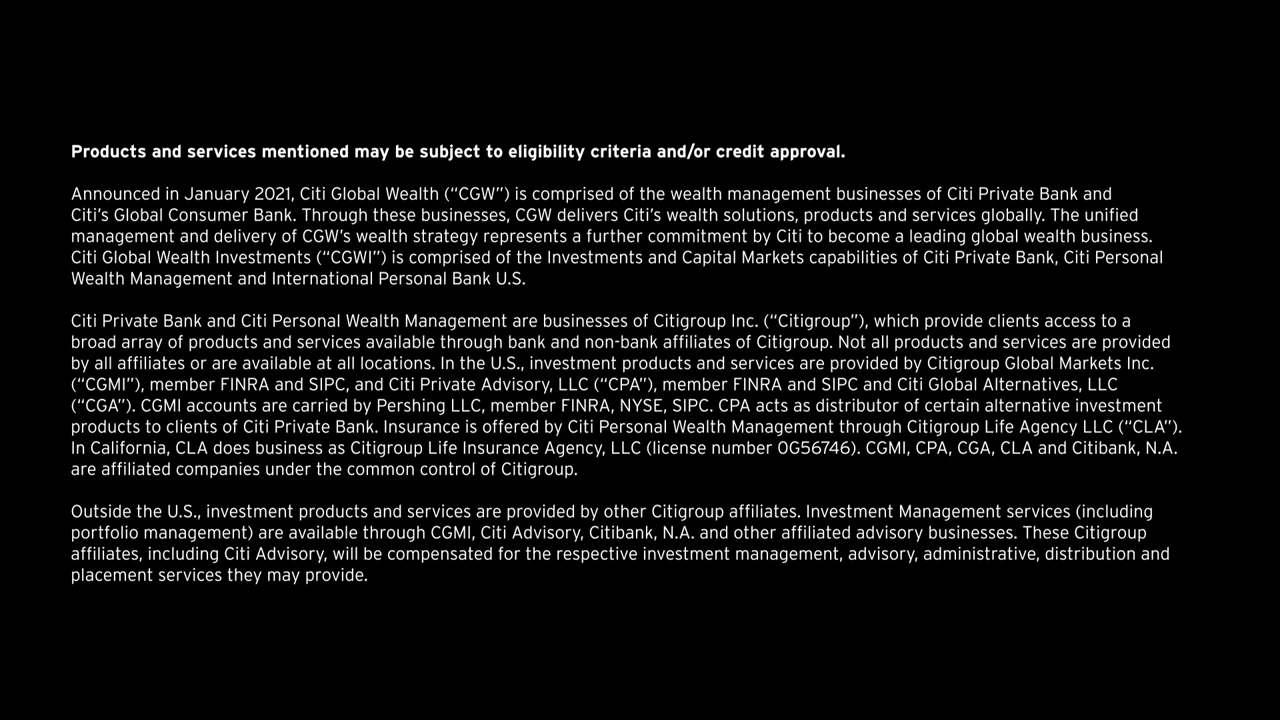 Products and services mentioned may be subject to eligibility criteria and/or credit approval.
Announced in January 2021, Citi Global Wealth (“CGW”) is comprised of the wealth management businesses of Citi Private Bank and
Citi’s Global Consumer Bank. Through these businesses, CGW delivers Citi’s wealth solutions, products and services globally. The unified
management and delivery of CGW’s wealth strategy represents a further commitment by Citi to become a leading global wealth business.
Citi Global Wealth Investments (“CGWI”) is comprised of the Investments and Capital Markets capabilities of Citi Private Bank, Citi Personal
Wealth Management and International Personal Bank U.S.
Citi Private Bank and Citi Personal Wealth Management are businesses of Citigroup Inc. (“Citigroup”), which provide clients access to a
broad array of products and services available through bank and non-bank affiliates of Citigroup. Not all products and services are provided
by all affiliates or are available at all locations. In the U.S., investment products and services are provided by Citigroup Global Markets Inc.
(“CGMI”), member FINRA and SIPC, and Citi Private Advisory, LLC (“CPA”), member FINRA and SIPC and Citi Global Alternatives, LLC
(“CGA”). CGMI accounts are carried by Pershing LLC, member FINRA, NYSE, SIPC. CPA acts as distributor of certain alternative investment
products to clients of Citi Private Bank. Insurance is offered by Citi Personal Wealth Management through Citigroup Life Agency LLC (“CLA”).
In California, CLA does business as Citigroup Life Insurance Agency, LLC (license number 0G56746). CGMI, CPA, CGA, CLA and Citibank, N.A.
are affiliated companies under the common control of Citigroup.
Outside the U.S., investment products and services are provided by other Citigroup affiliates. Investment Management services (including
portfolio management) are available through CGMI, Citi Advisory, Citibank, N.A. and other affiliated advisory businesses. These Citigroup
affiliates, including Citi Advisory, will be compensated for the respective investment management, advisory, administrative, distribution and
placement services they may provide.